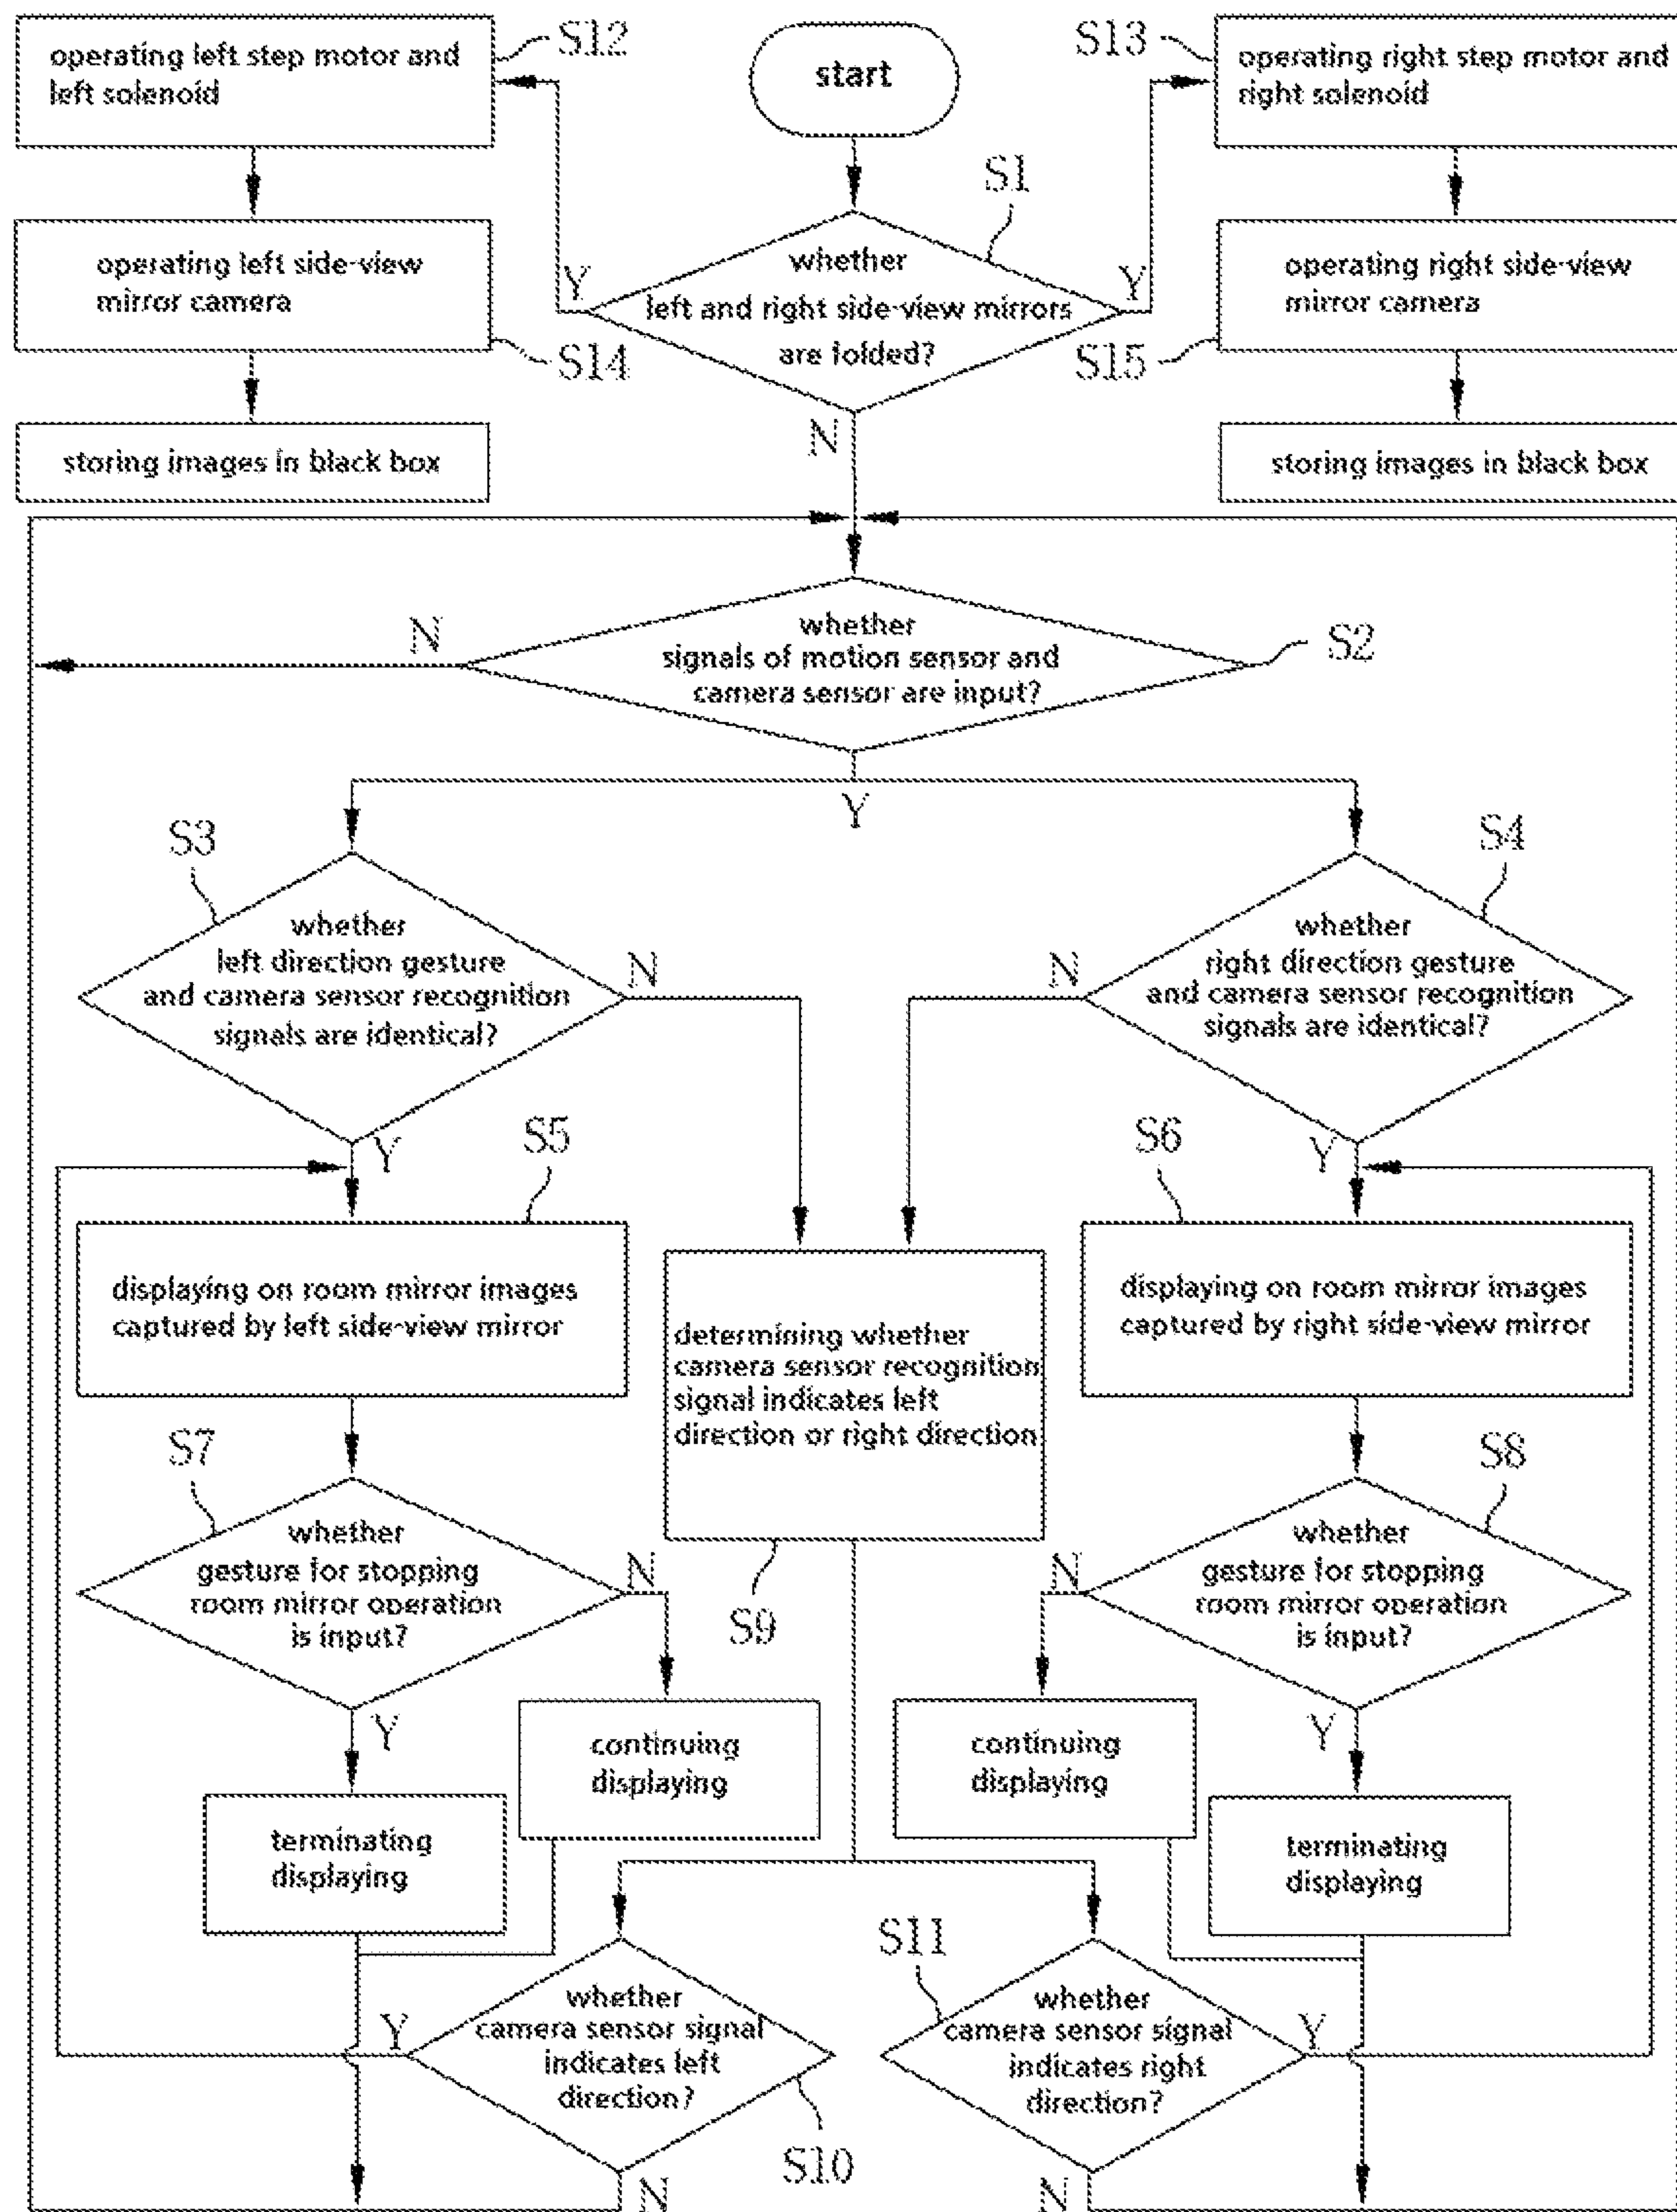 operating left step motor and
left solenoid
S12
start
S13
operating right step motor and
right solenoid
S1
operating left side-view
mirror camera
S14
Y
whether
left and right side-view mirrors
are folded?
Y
S15
operating right side-view
mirror camera
N
storing images in black box
storing images in black box
N
whether
signals of motion sensor and
camera sensor are input?
S2
Y
S3
whether
left direction gesture
and camera sensor recognition
signals are identical?
N
S4
whether
right direction gesture
and camera sensor recognition
signals are identical?
N
Y
S5
Y
S6
displaying on room mirror images
captured by left side-view mirror
determining whether
camera sensor recognition
signal indicates left
direction or right direction
displaying on room mirror images
captured by right side-view mirror
S7
whether
gesture for stopping
room mirror operation
is input?
N
S9
S8
whether
gesture for stopping
room mirror operation
is input?
N
Y
continuing
displaying
continuing
displaying
Y
terminating
displaying
terminating
displaying
S11
Y
whether
camera sensor signal
indicates left
direction?
whether
camera sensor signal
indicates right
direction?
Y
S10
N
N